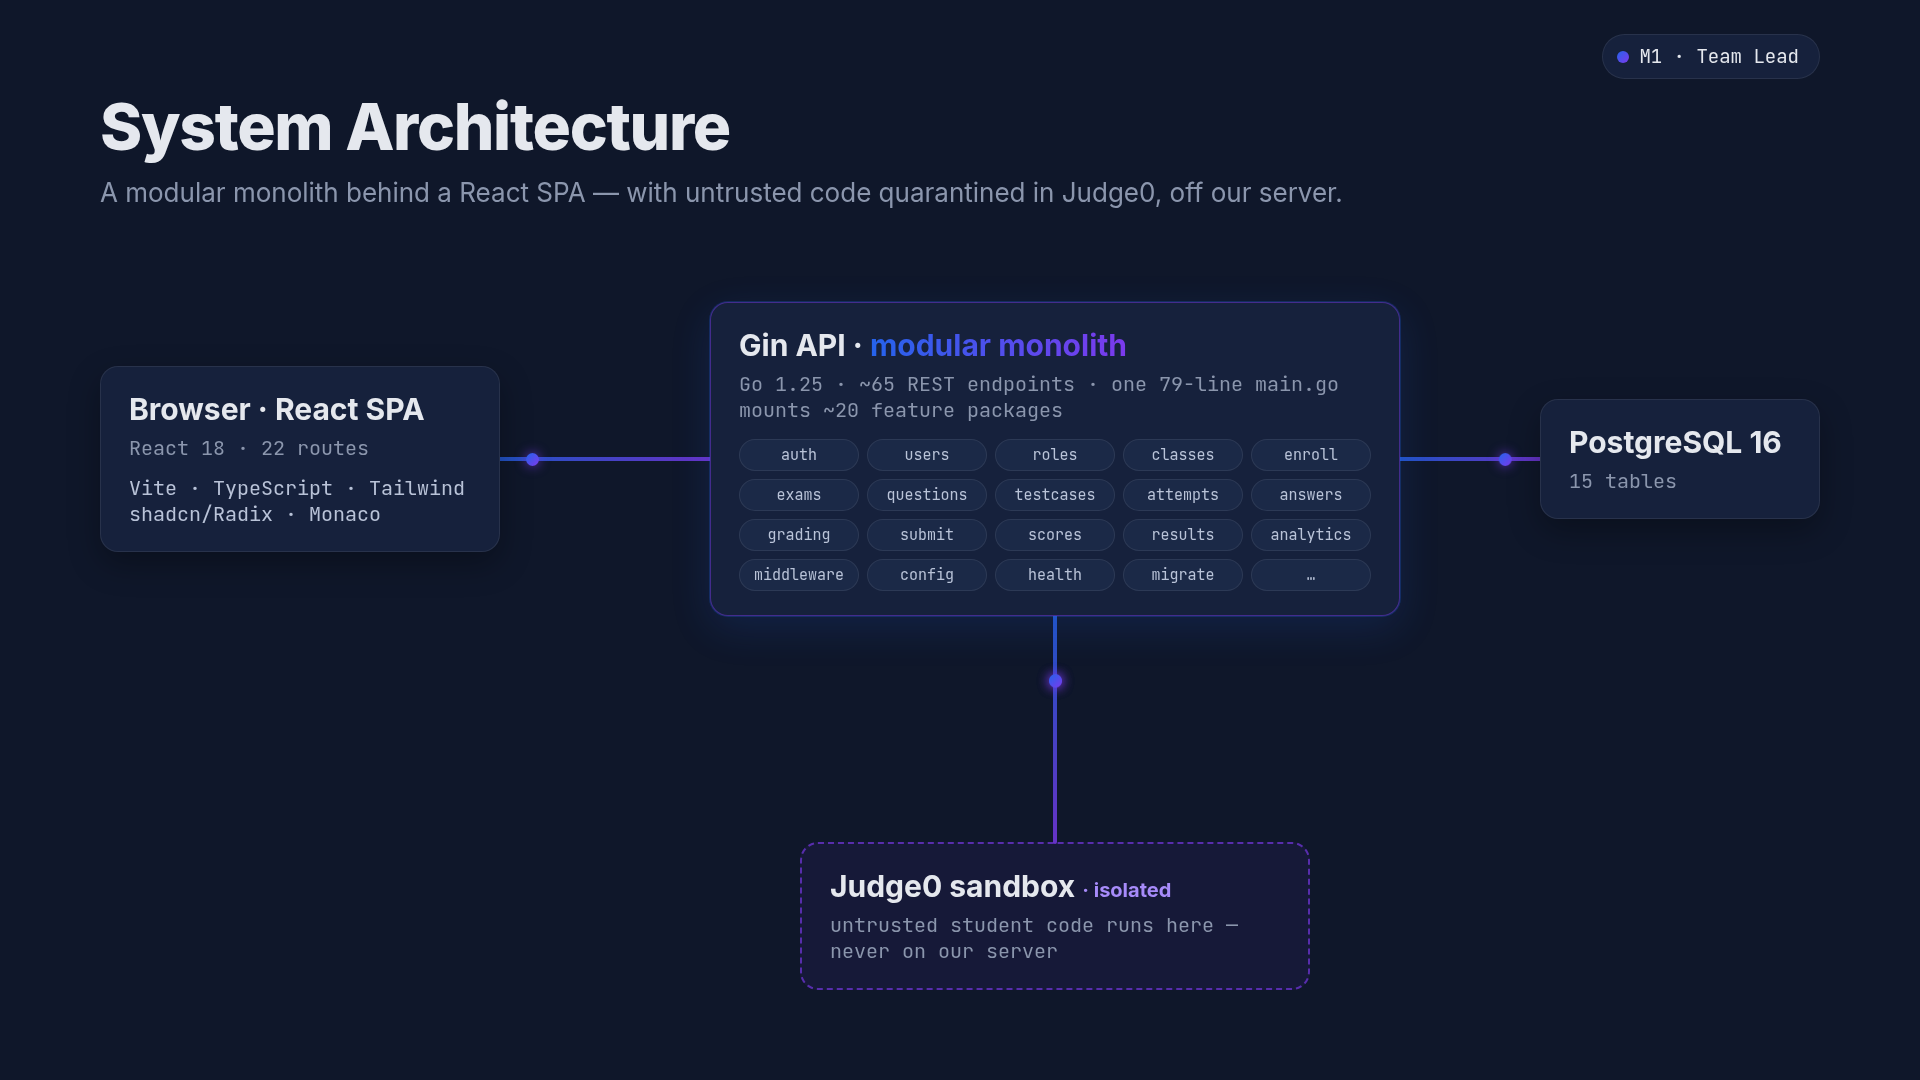 M1 · Team Lead
System Architecture
A modular monolith behind a React SPA — with untrusted code quarantined in Judge0, off our server.
Browser · React SPA
React 18 · 22 routes
Vite · TypeScript · Tailwind
shadcn/Radix · Monaco
Gin API · modular monolith
Go 1.25 · ~65 REST endpoints · one 79-line main.go
mounts ~20 feature packages
auth users roles classes enroll
exams questions testcases attempts answers
grading submit scores results analytics
middleware config health migrate …
PostgreSQL 16
15 tables
Judge0 sandbox · isolated
untrusted student code runs here —
never on our server